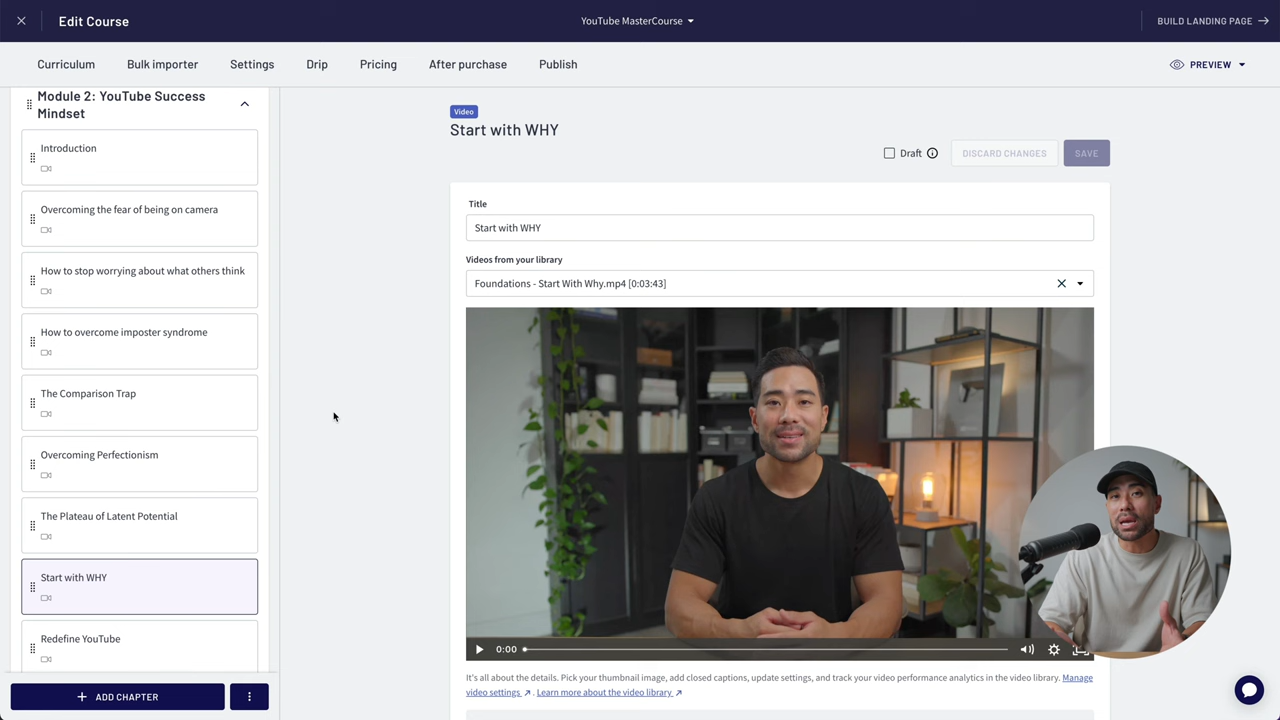 Edit Course
YouTube MasterCourse
BUILD LANDING PAGE
Curriculum
Bulk importer
Settings
Drip
Pricing
After purchase
Publish
PREVIEW
Module 2: YouTube Success
Mindset
Introduction
Overcoming the fear of being on camera
How to stop worrying about what others think
How to overcome imposter syndrome
The Comparison Trap
Overcoming Perfectionism
The Plateau of Latent Potential
Start with WHY
Redefine YouTube
ADD CHAPTER
Video
Start with WHY
Draft
DISCARD CHANGES
SAVE
Title
Start with WHY
Videos from your library
Foundations - Start With Why.mp4 [0:03:43]
0:00
It's all about the details. Pick your thumbnail image, add closed captions, update settings, and track your video performance analytics in the video library. Manage
video settings . Learn more about the video library